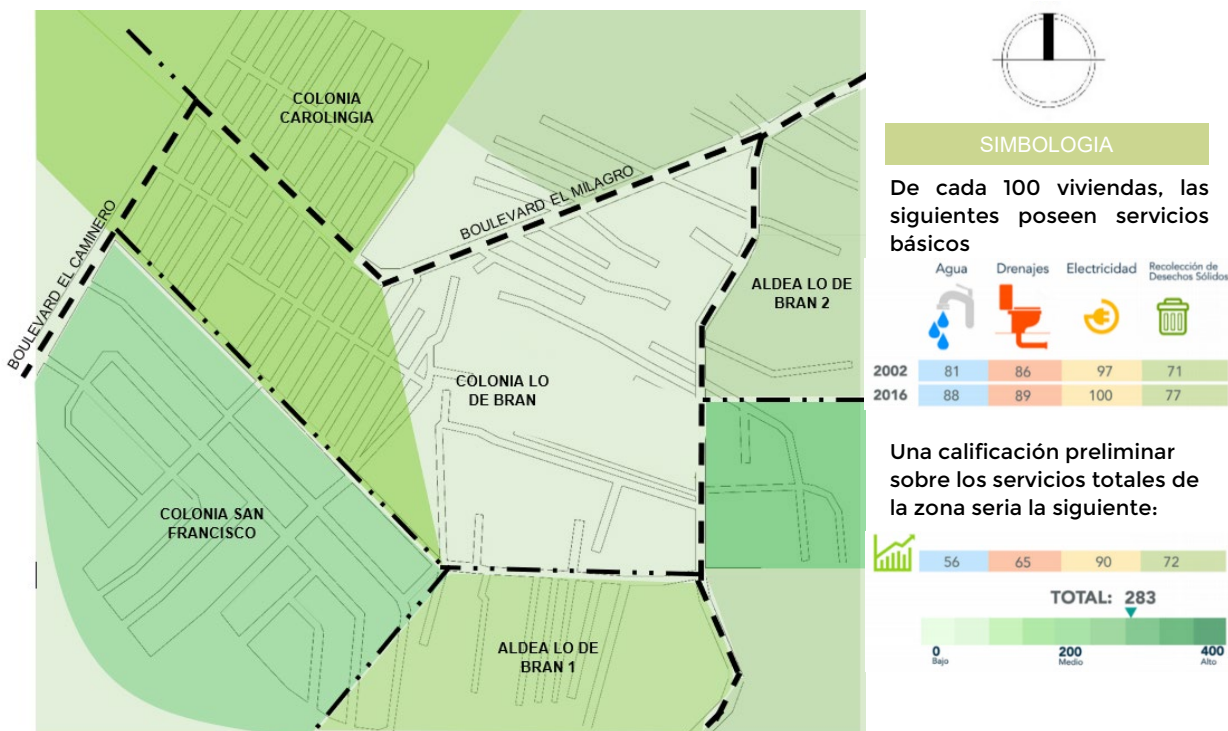 COLONIA
CAROLINGIA
BOULEVARD EL MILAGRO
BOULEVARD EL CAMINERO
ALDEA LO DE
BRAN 2
COLONIA LO
DE BRAN
COLONIA SAN
FRANCISCO
ALDEA LO DE
BRAN 1
SIMBOLOGIA
De cada 100 viviendas, las
siguientes poseen servicios
básicos
Agua Drenajes Electricidad Recolección de
Desechos Sólidos
2002 81 86 97 71
2016 88 89 100 77
Una calificación preliminar
sobre los servicios totales de
la zona seria la siguiente:
56 65 90 72
TOTAL: 283
0 200 400
Bajo Medio Alto